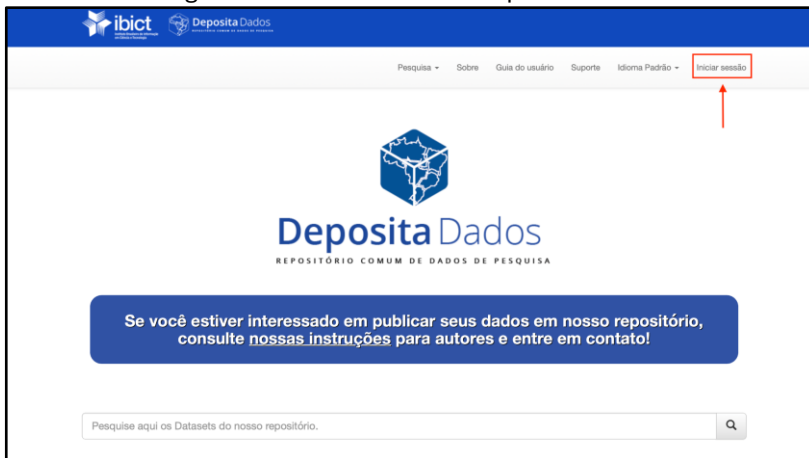 ibict
Deposita Dados
Pesquisa
Sobre
Guia do usuário
Suporte
Idioma Padrão
Iniciar sessão
Deposita Dados
REPOSITÓRIO COMUM DE DADOS DE PESQUISA
Se você estiver interessado em publicar seus dados em nosso repositório,
consulte nossas instruções para autores e entre em contato!
Pesquise aqui os Datasets do nosso repositório.